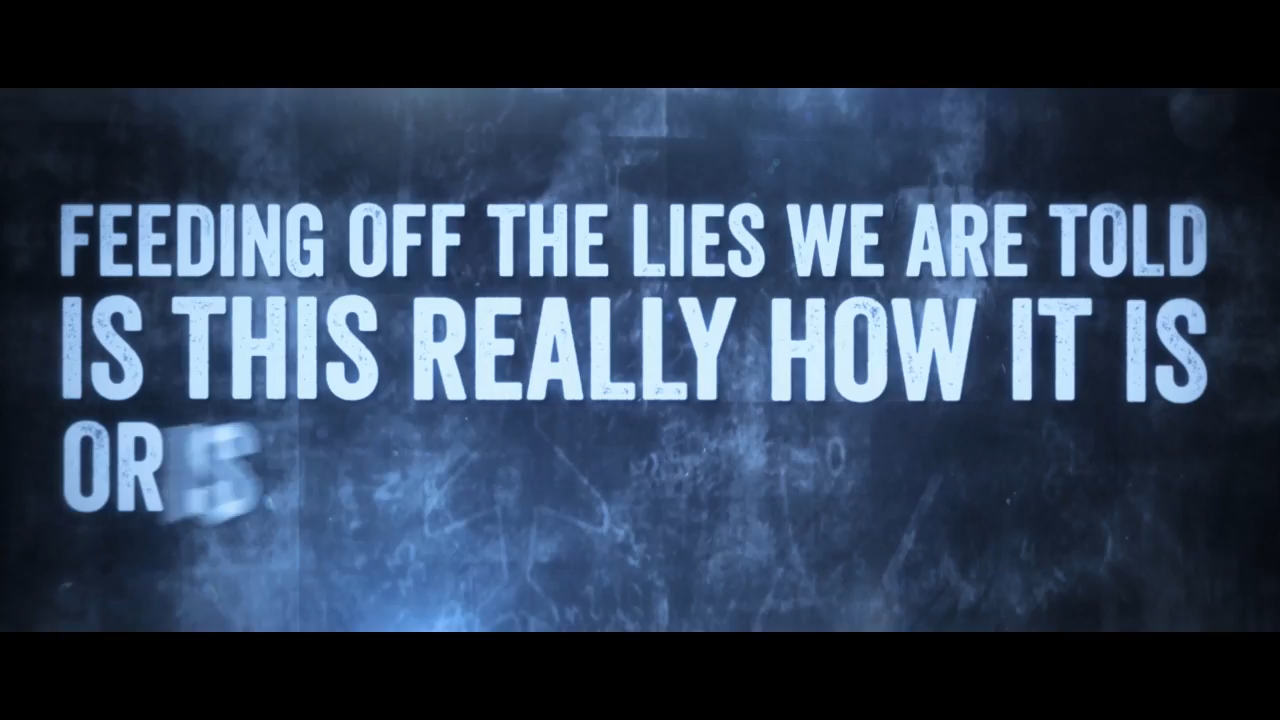 FEEDING OFF THE LIES WE ARE TOLD
IS THIS REALLY HOW IT IS
OR